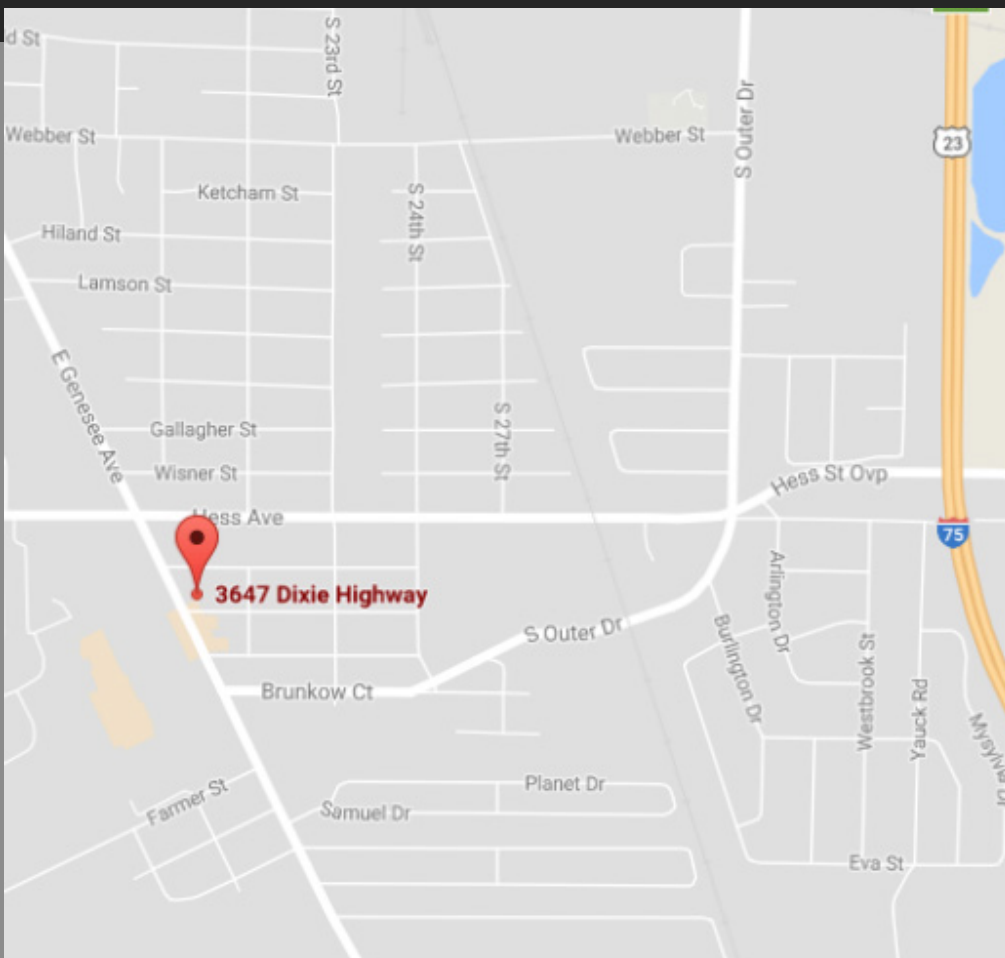 d St
S 23rd St
Webber St
Webber St
S Outer Dr
23
Ketcham St
S 24th St
Hiland St
Lamson St
E Genesee Ave
Gallagher St
S 27th St
Wisner St
Hess St Ovp
Hess Ave
75
3647 Dixie Highway
Arlington Dr
S Outer Dr
Burlington Dr
Westbrook St
Yauck Rd
Brunkow Ct
Planet Dr
Farmer St
Samuel Dr
Eva St